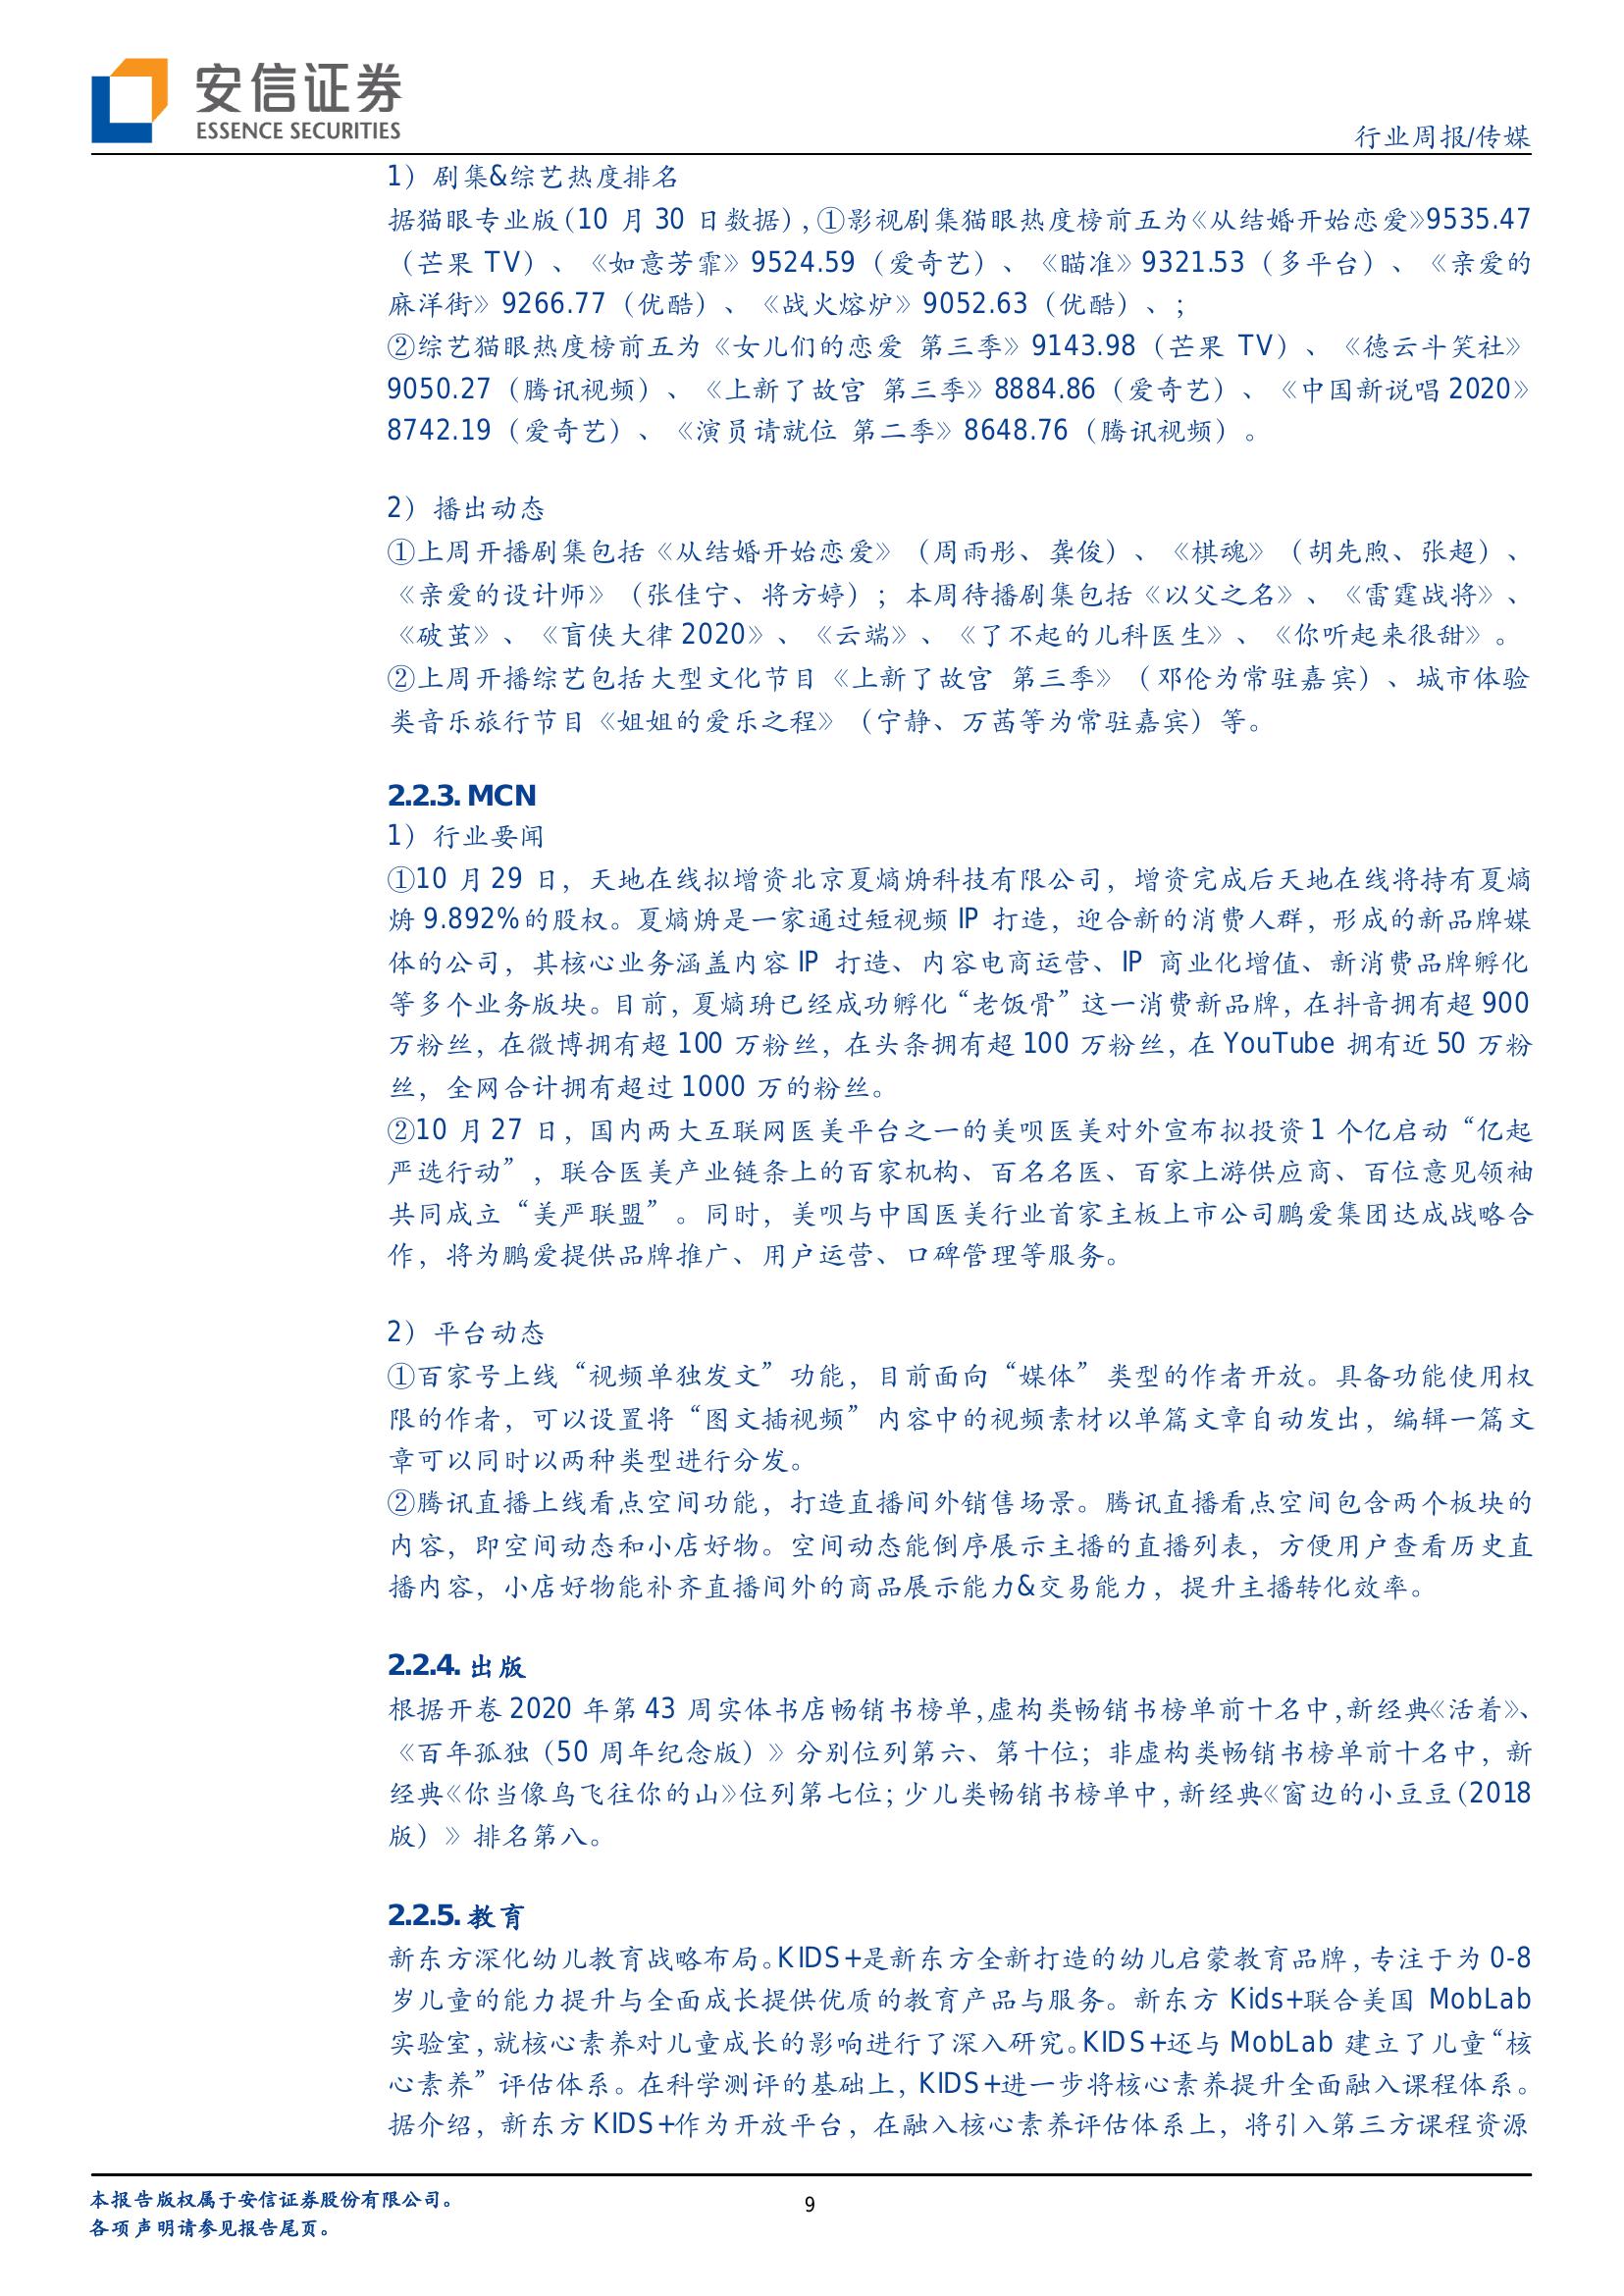 安信证券
ESSENCE SECURITIES
行业周报/传媒
1）剧集&综艺热度排名
据猫眼专业版（10 月 30 日数据），①影视剧集猫眼热度榜前五为《从结婚开始恋爱》9535.47
（芒果 TV）、《如意芳霏》9524.59（爱奇艺）、《瞄准》9321.53（多平台）、《亲爱的
麻洋街》9266.77（优酷）、《战火熔炉》9052.63（优酷）、；
②综艺猫眼热度榜前五为《女儿们的恋爱 第三季》9143.98（芒果 TV）、《德云斗笑社》
9050.27（腾讯视频）、《上新了故宫 第三季》8884.86（爱奇艺）、《中国新说唱 2020》
8742.19（爱奇艺）、《演员请就位 第二季》8648.76（腾讯视频）。
2）播出动态
①上周开播剧集包括《从结婚开始恋爱》（周雨彤、龚俊）、《棋魂》（胡先煦、张超）、
《亲爱的设计师》（张佳宁、将方婷）；本周待播剧集包括《以父之名》、《雷霆战将》、
《破茧》、《盲侠大律 2020》、《云端》、《了不起的儿科医生》、《你听起来很甜》。
②上周开播综艺包括大型文化节目《上新了故宫 第三季》（邓伦为常驻嘉宾）、城市体验
类音乐旅行节目《姐姐的爱乐之程》（宁静、万茜等为常驻嘉宾）等。
2.2.3. MCN
1）行业要闻
①10 月 29 日，天地在线拟增资北京夏熵焑科技有限公司，增资完成后天地在线将持有夏熵
焑 9.892%的股权。夏熵焑是一家通过短视频 IP 打造，迎合新的消费人群，形成的新品牌媒
体的公司，其核心业务涵盖内容 IP 打造、内容电商运营、IP 商业化增值、新消费品牌孵化
等多个业务版块。目前，夏熵玬已经成功孵化“老饭骨”这一消费新品牌，在抖音拥有超 900
万粉丝，在微博拥有超 100 万粉丝，在头条拥有超 100 万粉丝，在 YouTube 拥有近 50 万粉
丝，全网合计拥有超过 1000 万的粉丝。
②10 月 27 日，国内两大互联网医美平台之一的美呗医美对外宣布拟投资 1 个亿启动“亿起
严选行动”，联合医美产业链条上的百家机构、百名名医、百家上游供应商、百位意见领袖
共同成立“美严联盟”。同时，美呗与中国医美行业首家主板上市公司鹏爱集团达成战略合
作，将为鹏爱提供品牌推广、用户运营、口碑管理等服务。
2）平台动态
①百家号上线“视频单独发文”功能，目前面向“媒体”类型的作者开放。具备功能使用权
限的作者，可以设置将“图文插视频”内容中的视频素材以单篇文章自动发出，编辑一篇文
章可以同时以两种类型进行分发。
②腾讯直播上线看点空间功能，打造直播间外销售场景。腾讯直播看点空间包含两个板块的
内容，即空间动态和小店好物。空间动态能倒序展示主播的直播列表，方便用户查看历史直
播内容，小店好物能补齐直播间外的商品展示能力&交易能力，提升主播转化效率。
2.2.4. 出版
根据开卷 2020 年第 43 周实体书店畅销书榜单，虚构类畅销书榜单前十名中，新经典《活着》、
《百年孤独（50 周年纪念版）》分别位列第六、第十位；非虚构类畅销书榜单前十名中，新
经典《你当像鸟飞往你的山》位列第七位；少儿类畅销书榜单中，新经典《窗边的小豆豆（2018
版）》排名第八。
2.2.5. 教育
新东方深化幼儿教育战略布局。KIDS+是新东方全新打造的幼儿启蒙教育品牌，专注于为 0-8
岁儿童的能力提升与全面成长提供优质的教育产品与服务。新东方 Kids+联合美国 MobLab
实验室，就核心素养对儿童成长的影响进行了深入研究。KIDS+还与 MobLab 建立了儿童“核
心素养”评估体系。在科学测评的基础上，KIDS+进一步将核心素养提升全面融入课程体系。
据介绍，新东方 KIDS+作为开放平台，在融入核心素养评估体系上，将引入第三方课程资源
本报告版权属于安信证券股份有限公司。
各项声明请参见报告尾页。
9